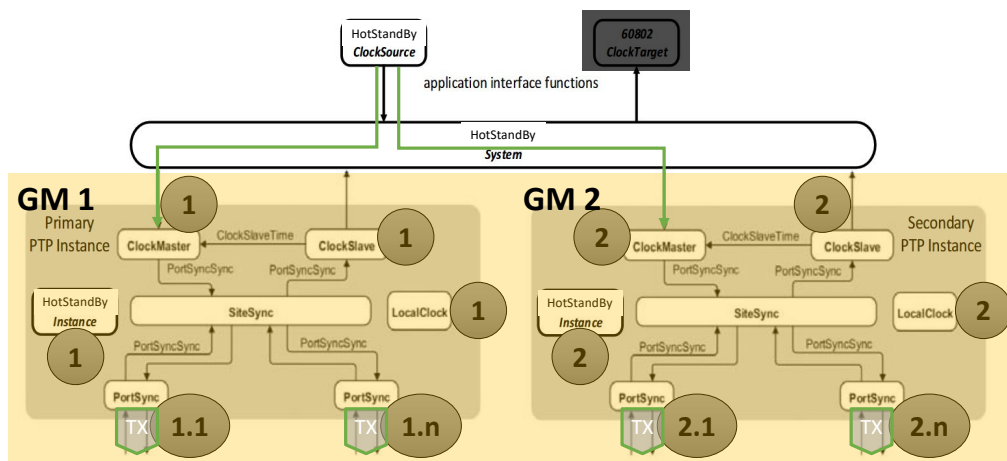 HotStandBy
ClockSource
60802
ClockTarget
application interface functions
HotStandBy
System
GM 1
Primary
PTP Instance
1
ClockMaster
ClockSlaveTime
ClockSlave
1
PortSyncSync
PortSyncSync
HotStandBy
Instance
1
SiteSync
LocalClock
1
PortSyncSync
PortSyncSync
PortSync
PortSync
TX
1.1
TX
1.n
GM 2
Secondary
PTP Instance
2
2
ClockMaster
ClockSlaveTime
ClockSlave
PortSyncSync
PortSyncSync
HotStandBy
Instance
2
SiteSync
LocalClock
2
PortSyncSync
PortSyncSync
PortSync
PortSync
TX
2.1
TX
2.n